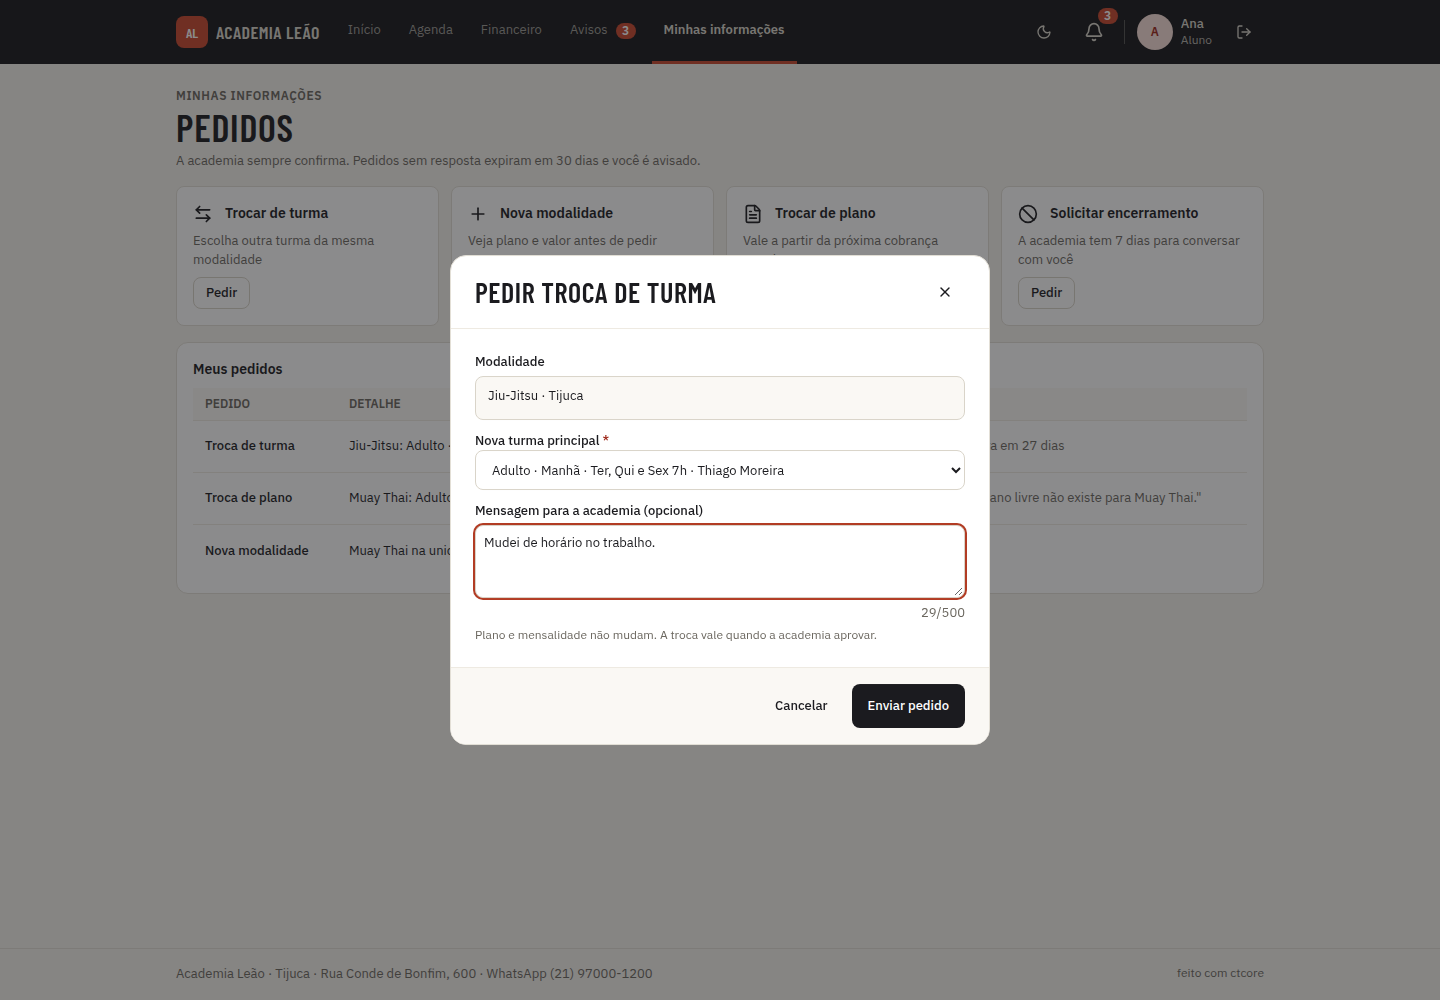 AL ACADEMIA LEÃO Início Agenda Financeiro Avisos 3 Minhas informações 3 A Ana
Aluno
MINHAS INFORMAÇÕES
PEDIDOS
A academia sempre confirma. Pedidos sem resposta expiram em 30 dias e você é avisado.
Trocar de turma
Escolha outra turma da mesma
modalidade
Pedir
Nova modalidade
Veja plano e valor antes de pedir
Trocar de plano
Vale a partir da próxima cobrança
Solicitar encerramento
A academia tem 7 dias para conversar
com você
Pedir
Meus pedidos
PEDIDO DETALHE
Troca de turma Jiu-Jitsu: Adulto em 27 dias
Troca de plano Muay Thai: livre não existe para Muay Thai."
Nova modalidade Muay Thai na
PEDIR TROCA DE TURMA
Modalidade
Jiu-Jitsu · Tijuca
Nova turma principal *
Adulto · Manhã · Ter, Qui e Sex 7h · Thiago Moreira
Mensagem para a academia (opcional)
Mudei de horário no trabalho.
29/500
Plano e mensalidade não mudam. A troca vale quando a academia aprovar.
Cancelar Enviar pedido
Academia Leão · Tijuca · Rua Conde de Bonfim, 600 · WhatsApp (21) 97000-1200 feito com ctcore